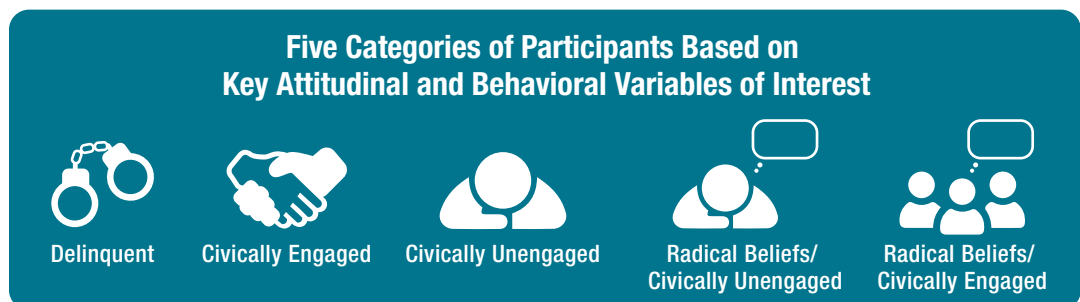 Five Categories of Participants Based on
Key Attitudinal and Behavioral Variables of Interest
Delinquent
Civically Engaged
Civically Unengaged
Radical Beliefs/
Civically Unengaged
Radical Beliefs/
Civically Engaged